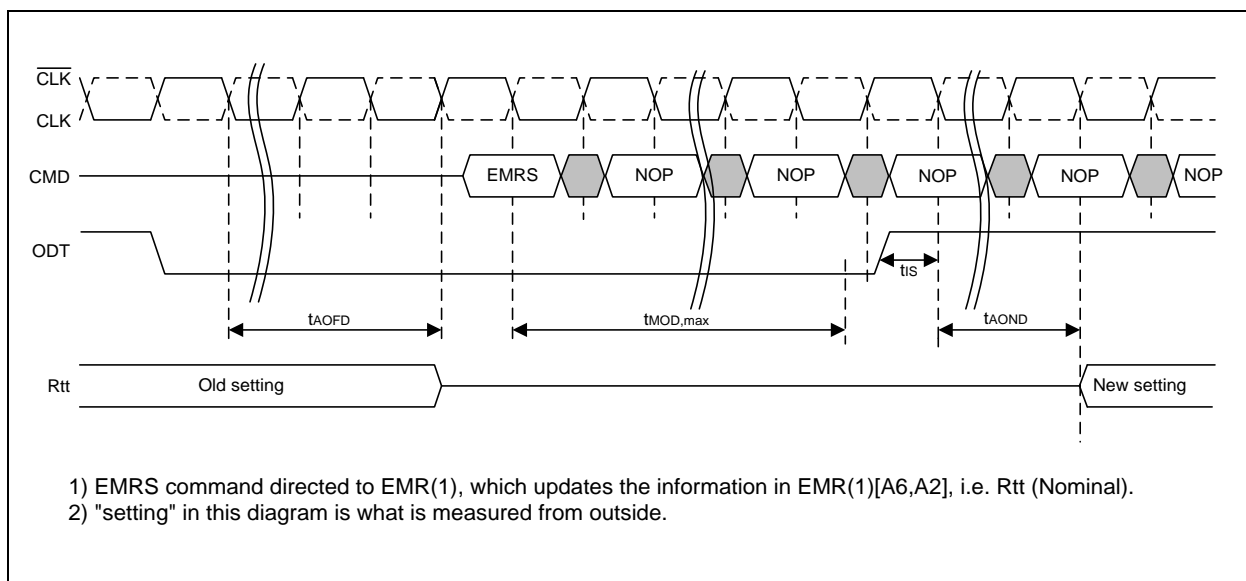 CLK
CLK
CMD
EMRS
NOP
NOP
NOP
NOP
NOP
ODT
tIS
tAOFD
tMOD,max
tAOND
Rtt
Old setting
New setting
1) EMRS command directed to EMR(1), which updates the information in EMR(1)[A6,A2], i.e. Rtt (Nominal).
2) "setting" in this diagram is what is measured from outside.